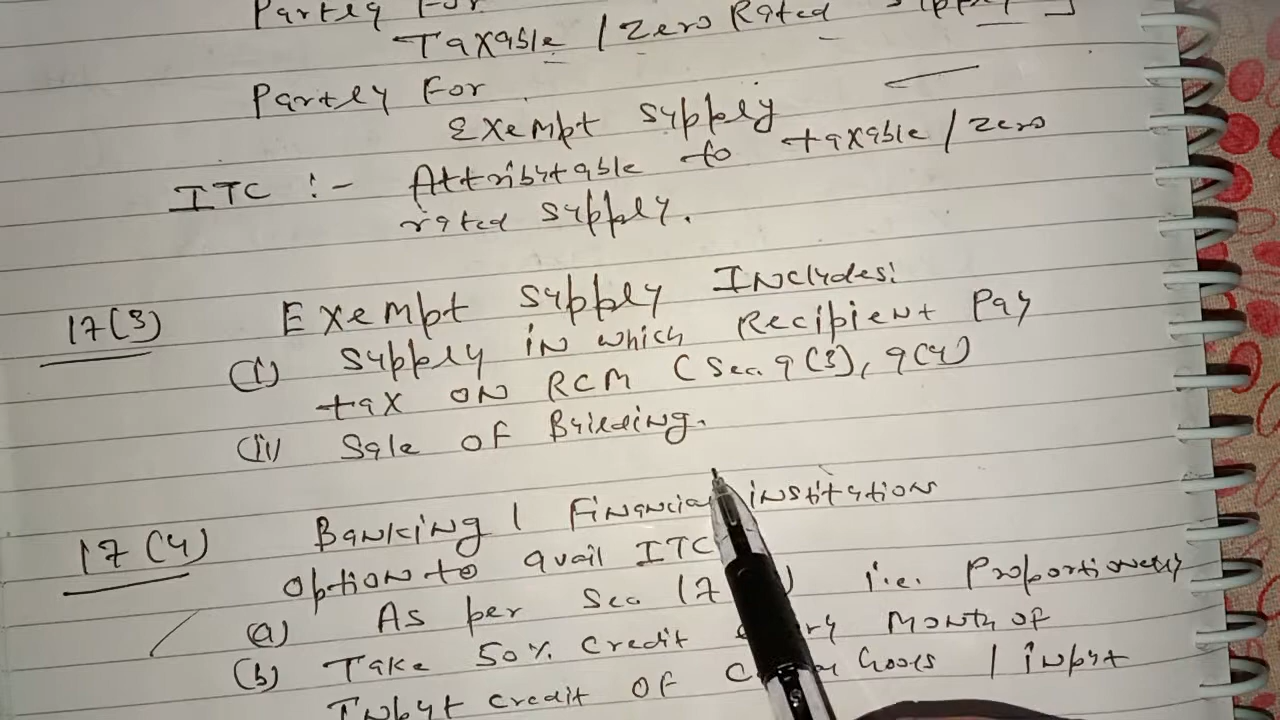 Partly For
Taxable / Zero Rated Supply ]
Partly For
Exempt Supply
ITC :- Attributable to taxable / zero
rated supply.
17(3) Exempt supply Includes:
(i) supply in which Recipient Pay
tax on RCM (Sec. 9(3), 9(4)
(ii) Sale of Building.
17(4) Banking / Financial institution
option to avail ITC
(a) As per Sec 17 ) i.e. Proportionately
(b) Take 50% credit Month of
Input credit of Goods / input